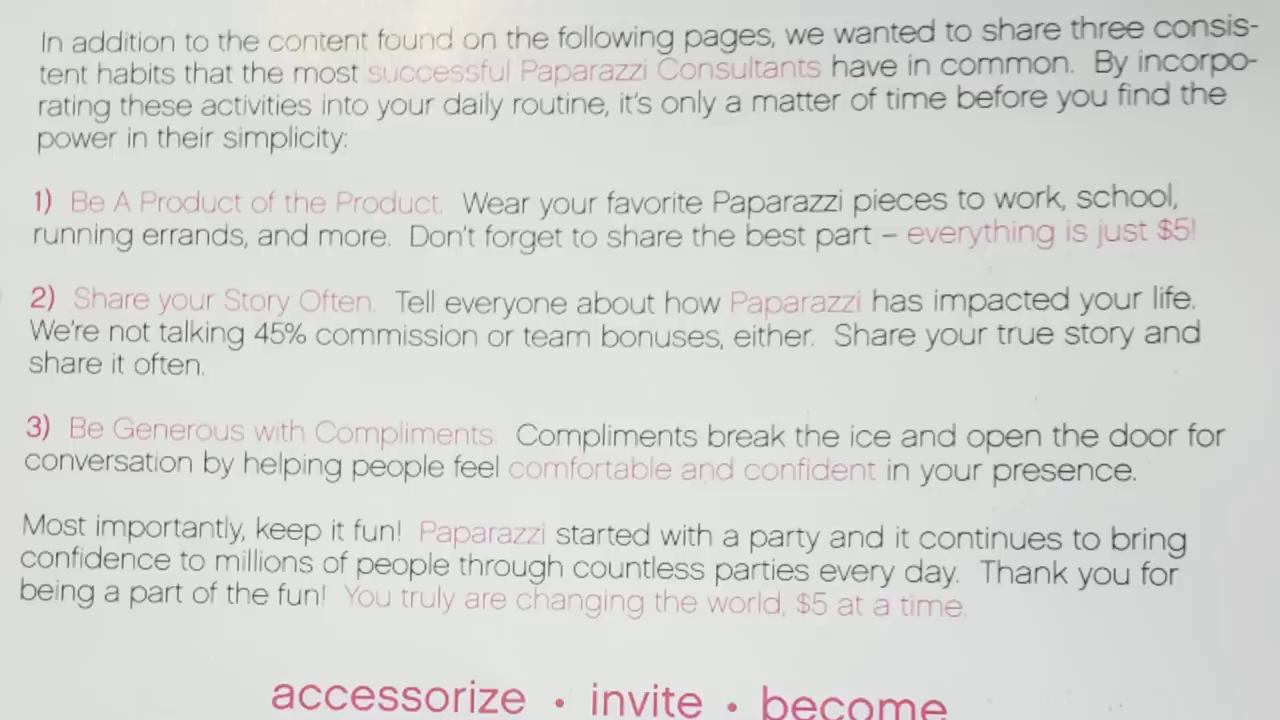 In addition to the content found on the following pages, we wanted to share three consis-
tent habits that the most successful Paparazzi Consultants have in common. By incorpo-
rating these activities into your daily routine, it's only a matter of time before you find the
power in their simplicity:
1) Be A Product of the Product. Wear your favorite Paparazzi pieces to work, school,
running errands, and more. Don't forget to share the best part – everything is just $5!
2) Share your Story Often. Tell everyone about how Paparazzi has impacted your life.
We're not talking 45% commission or team bonuses, either. Share your true story and
share it often.
3) Be Generous with Compliments. Compliments break the ice and open the door for
conversation by helping people feel comfortable and confident in your presence.
Most importantly, keep it fun! Paparazzi started with a party and it continues to bring
confidence to millions of people through countless parties every day. Thank you for
being a part of the fun! You truly are changing the world, $5 at a time.
accessorize • invite • become